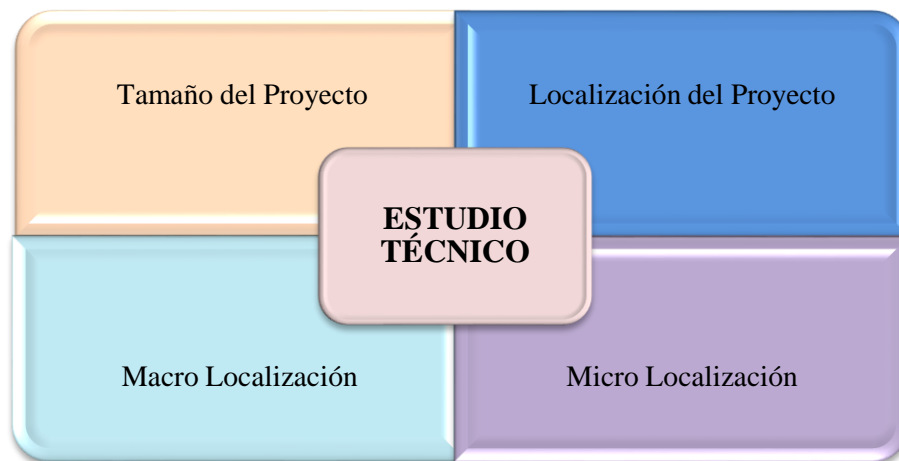 Tamaño del Proyecto
Localización del Proyecto
ESTUDIO
TÉCNICO
Macro Localización
Micro Localización